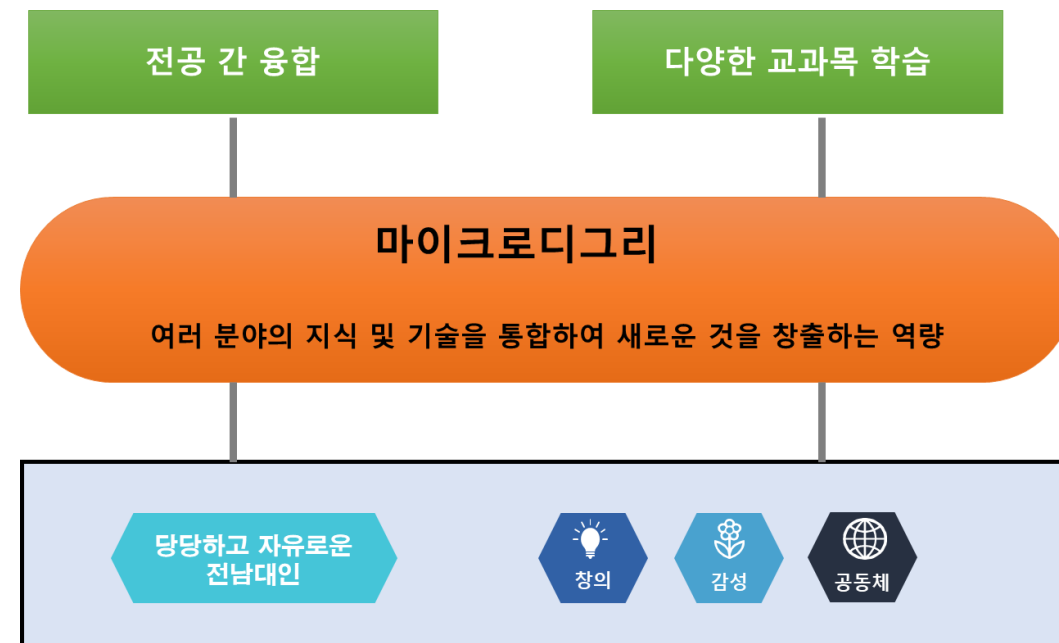 전공 간 융합
다양한 교과목 학습
마이크로디그리
여러 분야의 지식 및 기술을 통합하여 새로운 것을 창출하는 역량
당당하고 자유로운
전남대인
창의
감성
공동체